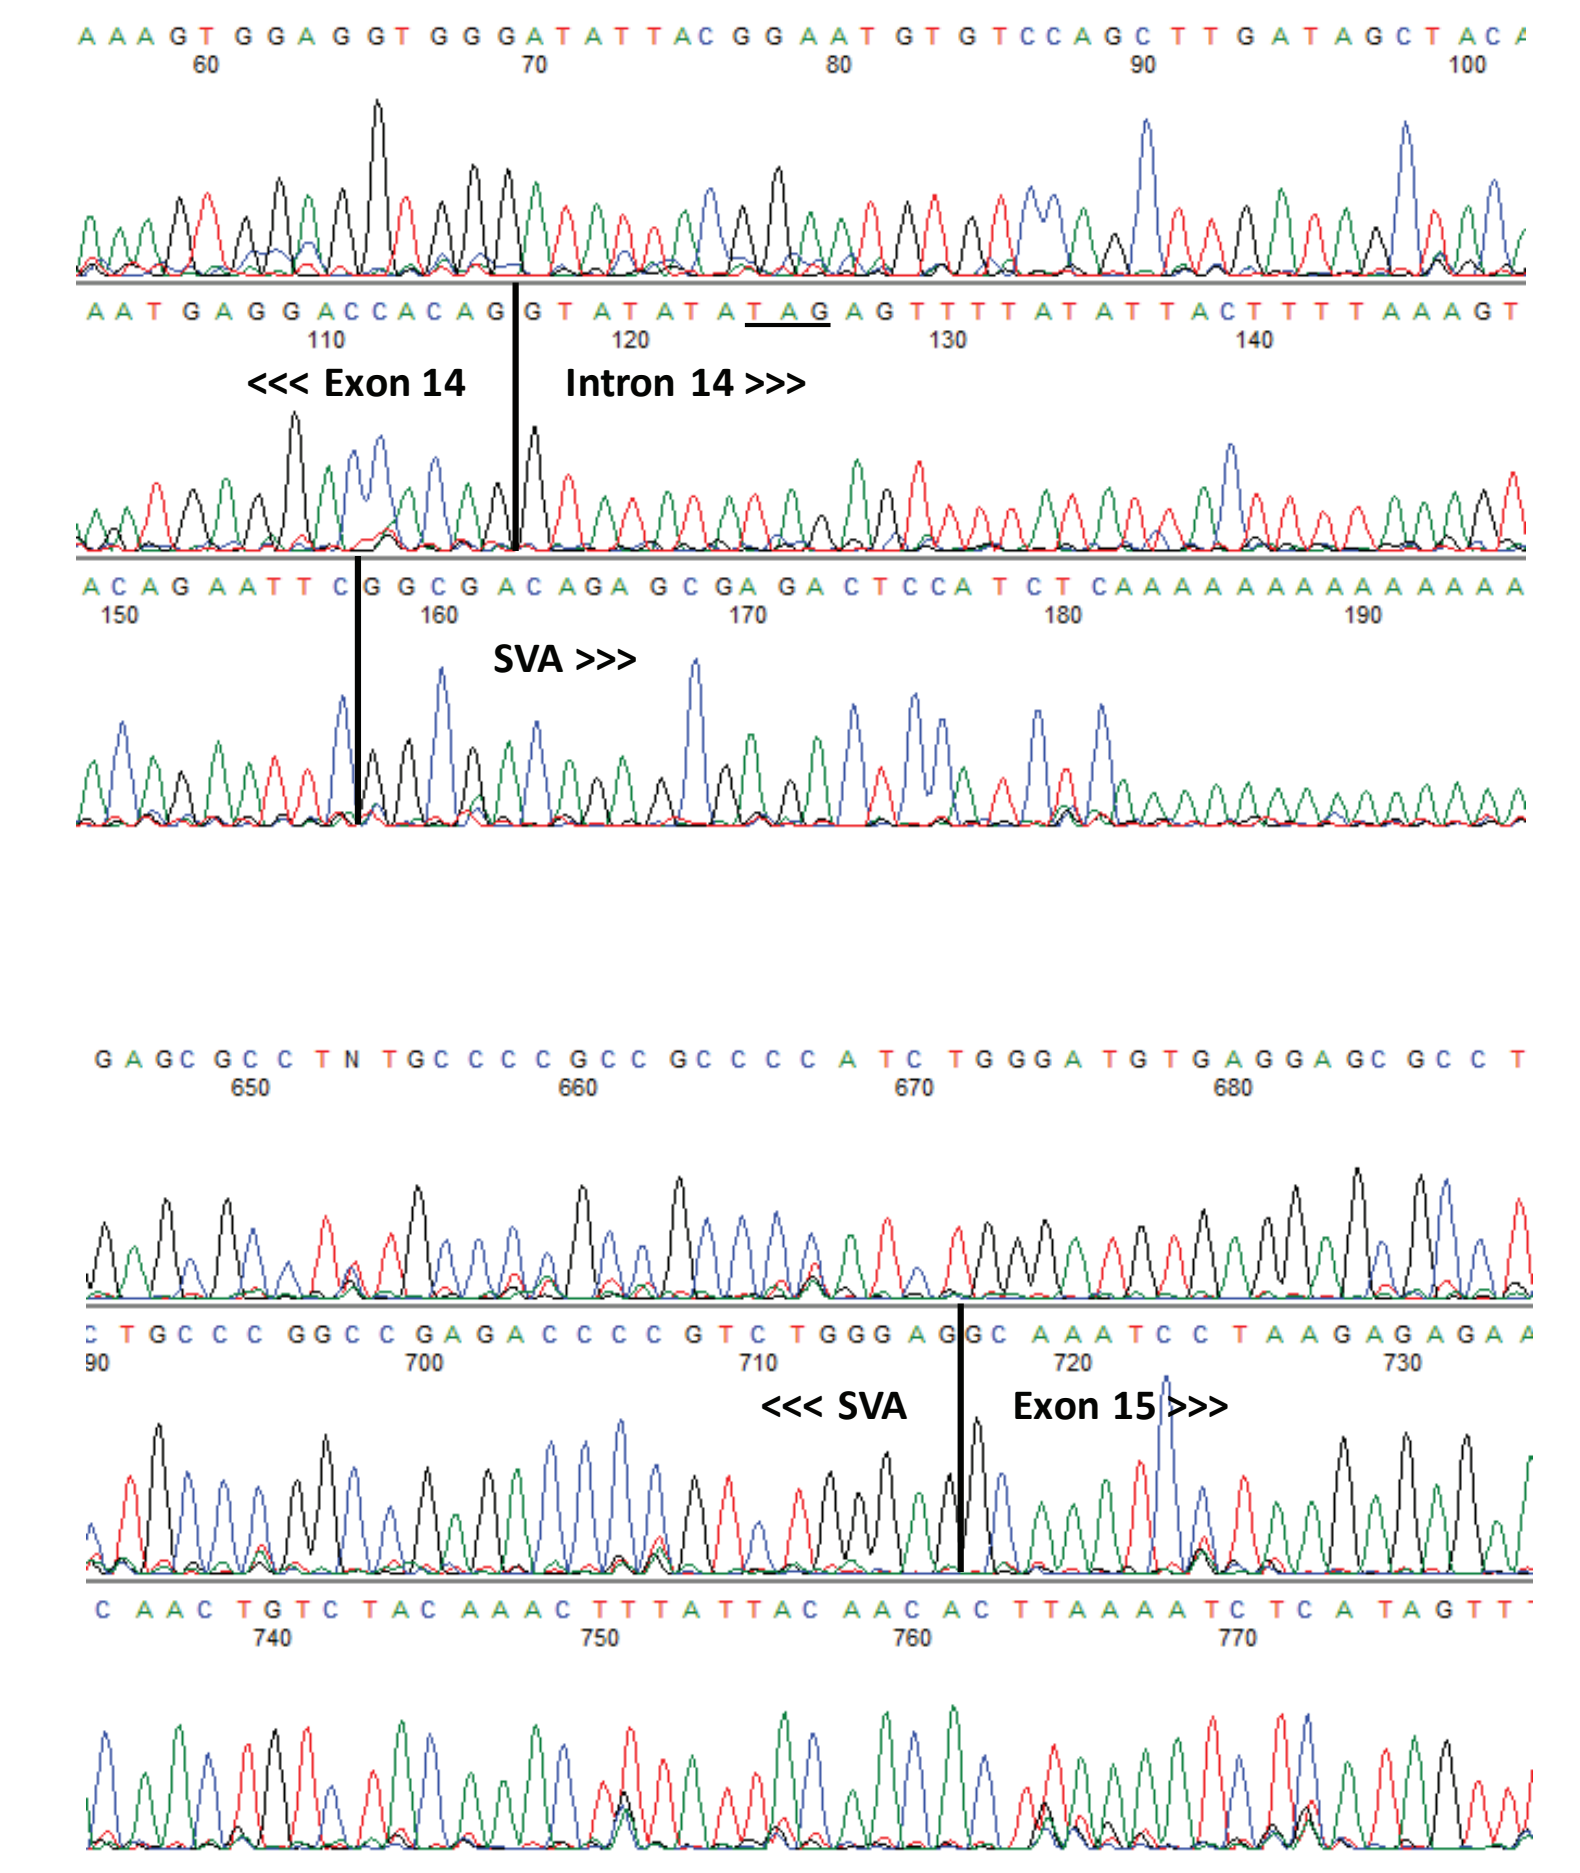 A A A G T G G A G G T G G G A T A T T A C G G A A T G T G T C C A G C T T G A T A G C T A C A
60 70 80 90 100
A A T G A G G A C C A C A G G T A T A T A T A G A G T T T T A T A T T A C T T T T A A A G T
110 120 130 140
<<< Exon 14 Intron 14 >>>
A C A G A A T T C G G C G A C A G A G C G A G A C T C C A T C T C A A A A A A A A A A A A A A
150 160 170 180 190
SVA >>>
G A G C G C C T N T G C C C C G C C G C C C C A T C T G G G A T G T G A G G A G C G C C T
650 660 670 680
C T G C C C G G C C G A G A C C C C G T C T G G G A G G C A A A T C C T A A G A G A G A A
90 700 710 720 730
<<< SVA Exon 15 >>>
C A A C T G T C T A C A A A C T T T A T T A C A A C A C T T A A A A T C T C A T A G T T T
740 750 760 770